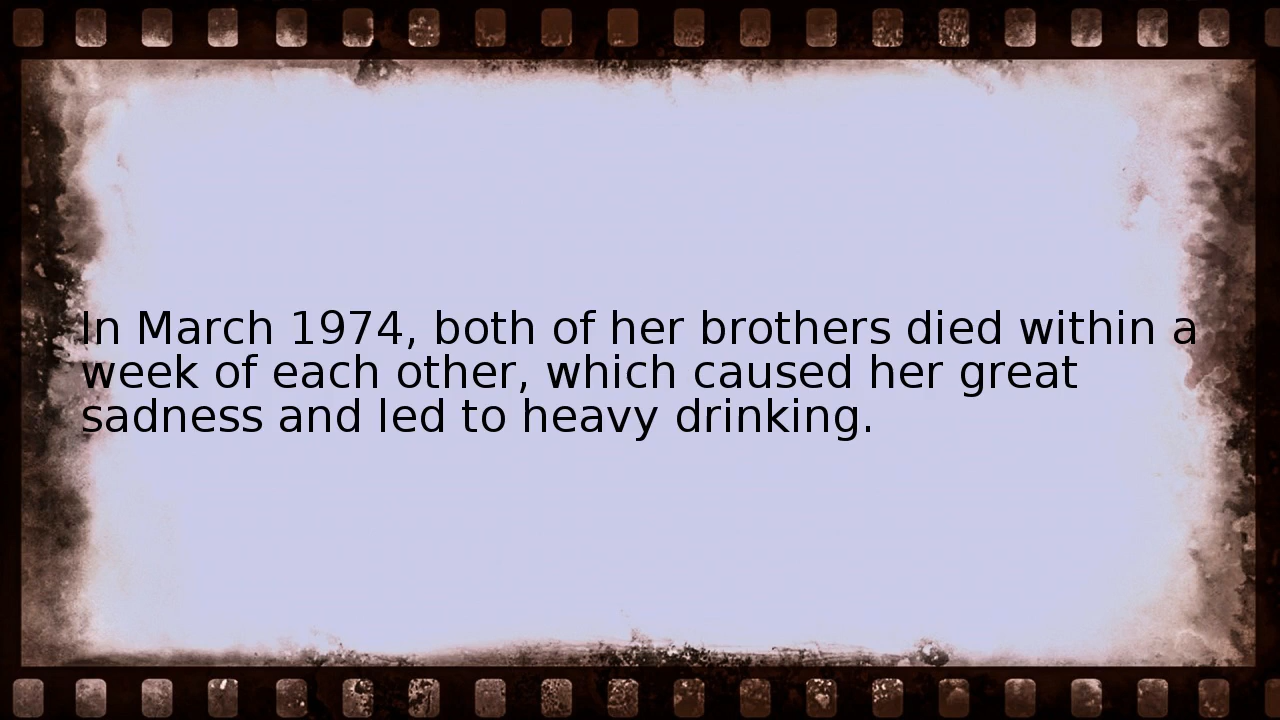 In March 1974, both of her brothers died within a
week of each other, which caused her great
sadness and led to heavy drinking.